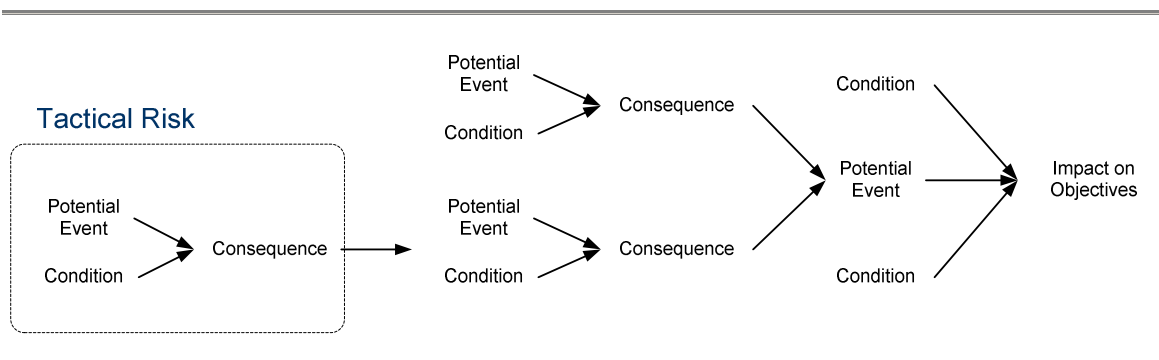 Tactical Risk
Potential
Event
Condition
Consequence
Potential
Event
Condition
Consequence
Potential
Event
Condition
Consequence
Condition
Potential
Event
Condition
Impact on
Objectives